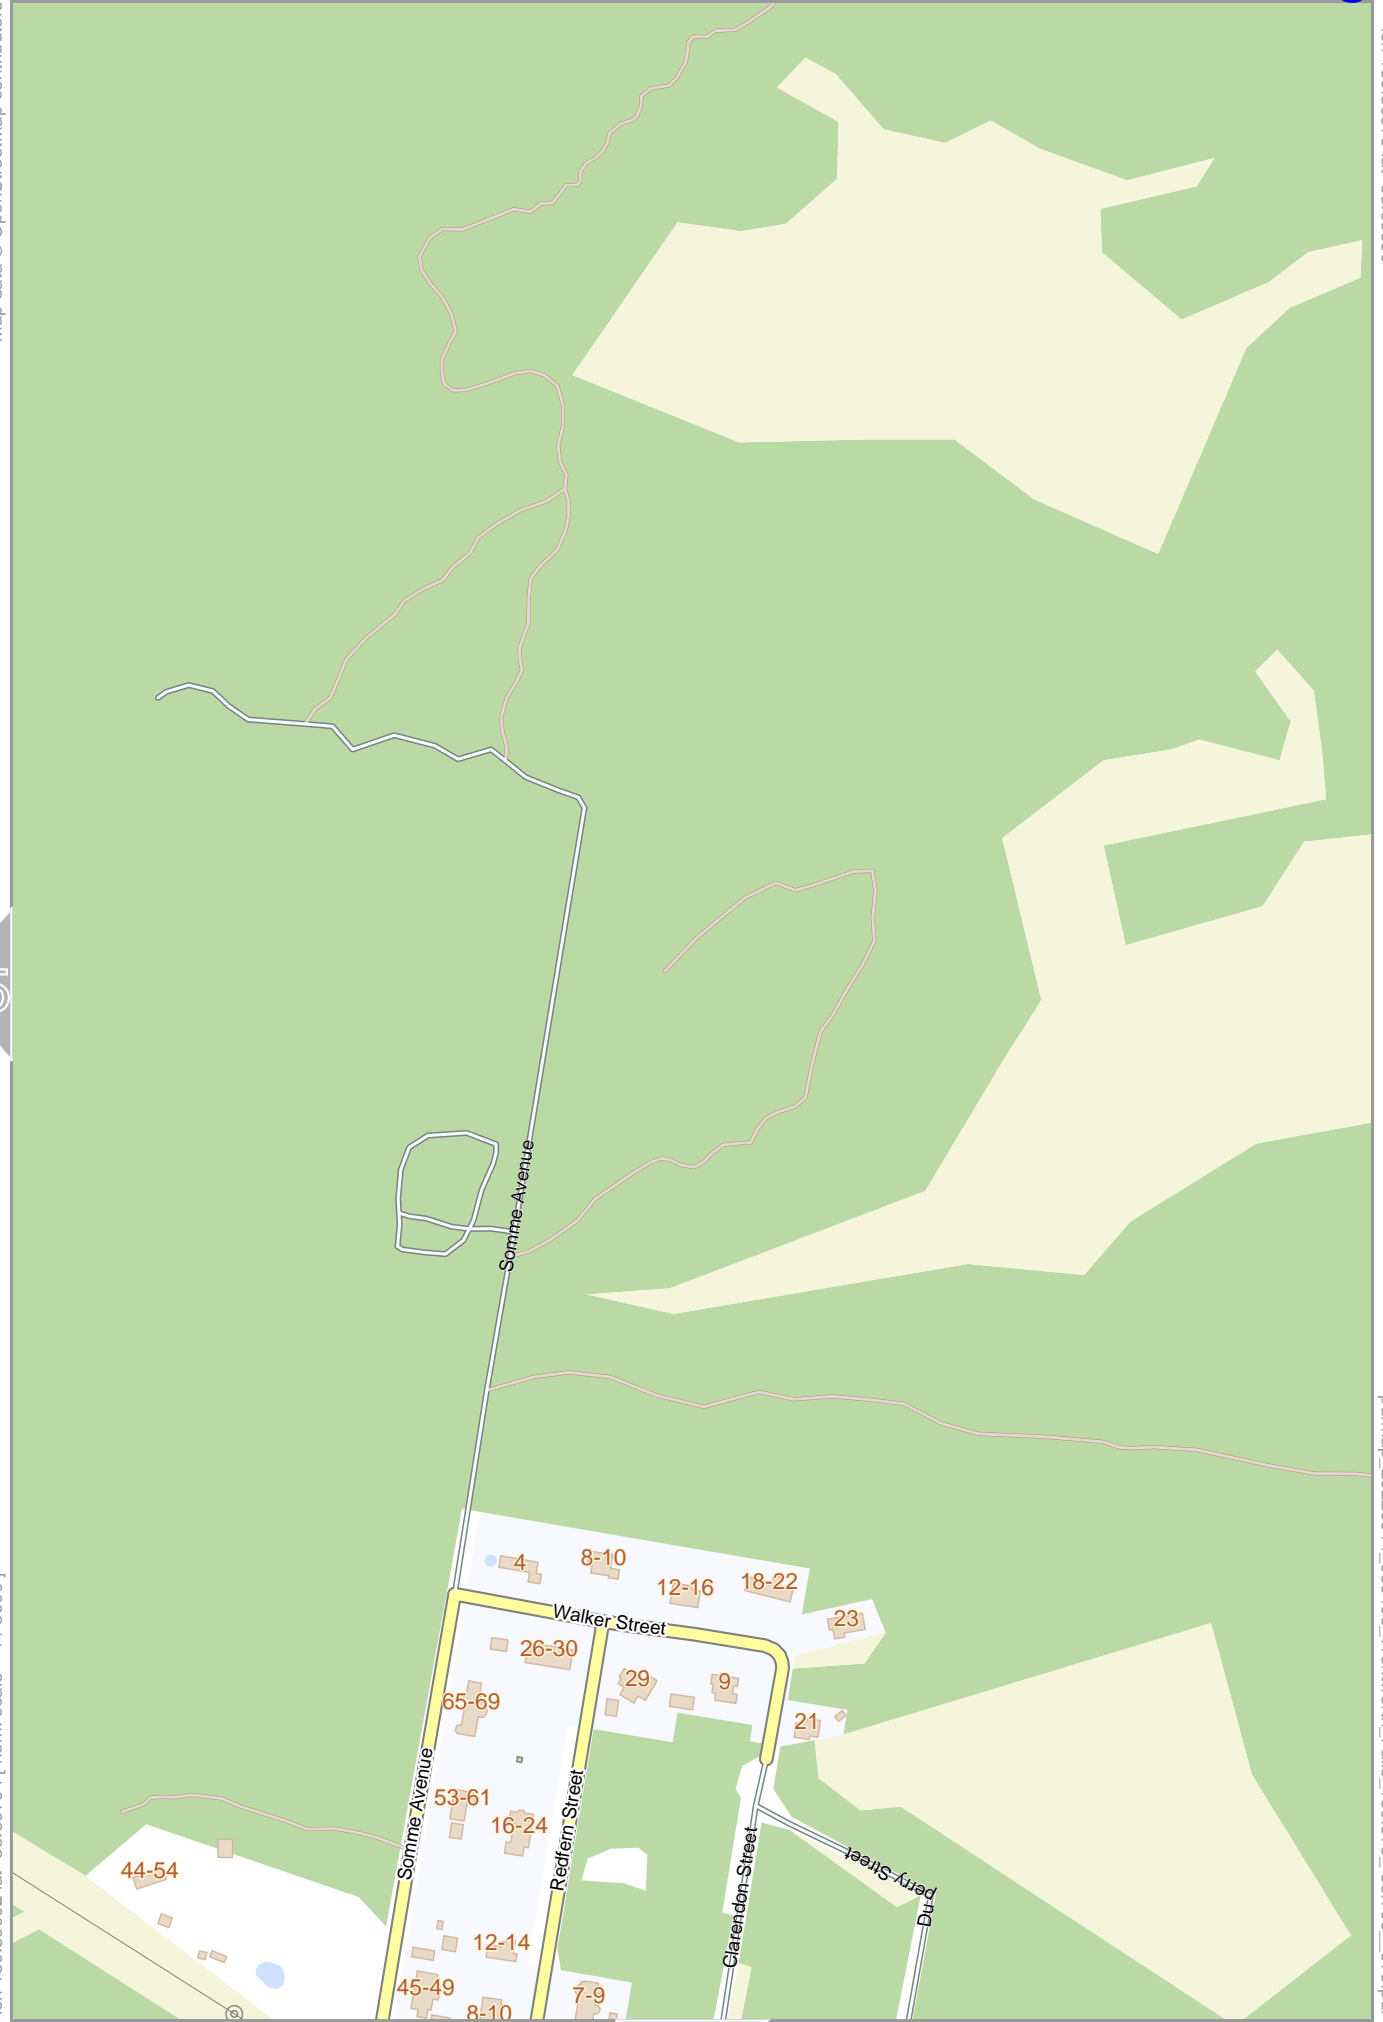 Somme Avenue
4
8-10
12-16
18-22
23
Walker Street
26-30
29
9
65-69
21
Somme Avenue
53-61
16-24
Redfern Street
Clarendon Street
Du perry Street
44-54
12-14
45-49
8-10
7-9